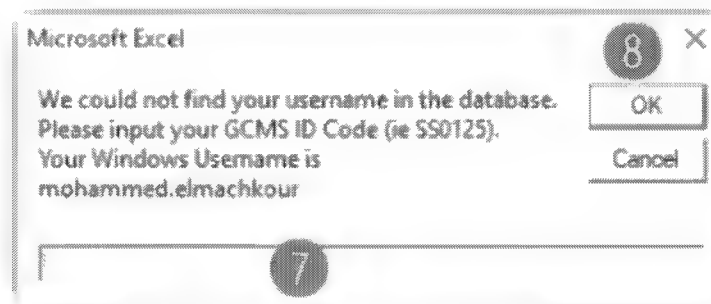 Microsoft Excel
8
We could not find your username in the database.
Please input your GCMS ID Code (ie SS0125).
Your Windows Username is
mohammed.elmachkour
OK
Cancel
7